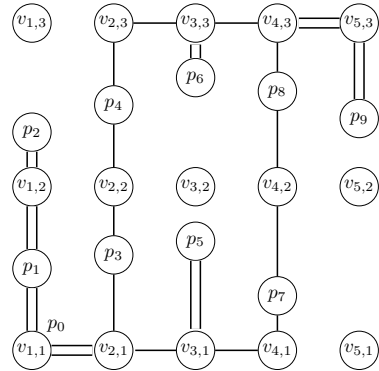 v1,3 v2,3 v3,3 v4,3 v5,3
p6
p8
p4
p9
p2
v1,2 v2,2 v3,2 v4,2 v5,2
p5
p3
p1
p7
p0
v1,1 v2,1 v3,1 v4,1 v5,1